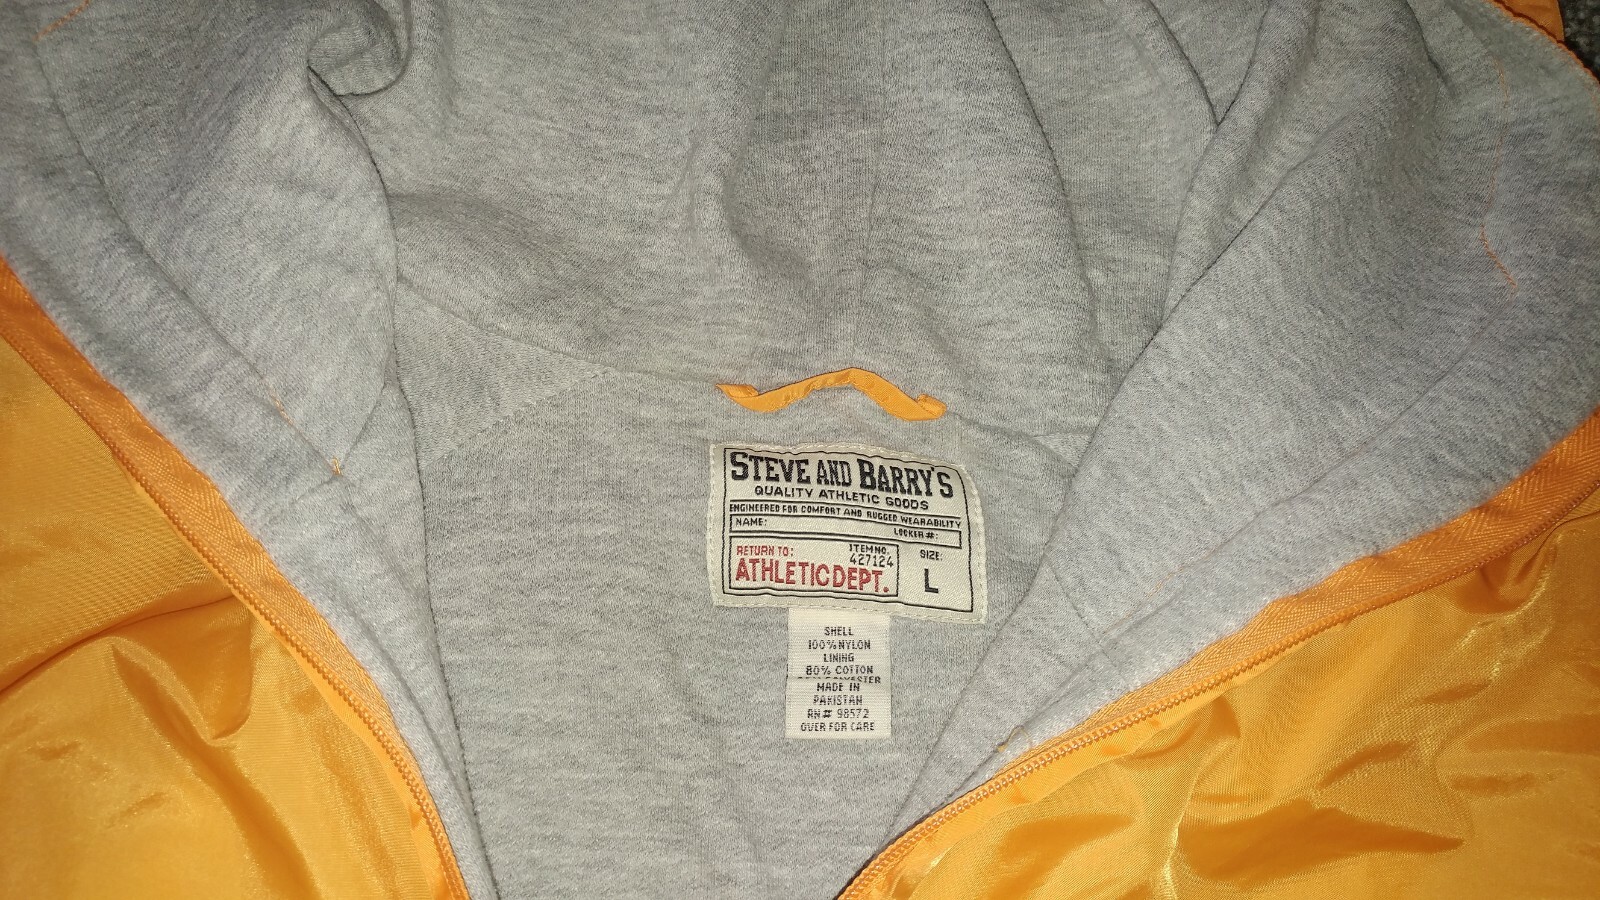 STEVE AND BARRY'S
QUALITY ATHLETIC GOODS
ENGINEERED FOR COMFORT AND RUGGED WEARABILITY
NAME:
LOCKER #:
RETURN TO:
ATHLETIC DEPT.
ITEM NO.
427124
SIZE:
L
SHELL
100% NYLON
LINING
80% COTTON
POLYESTER
MADE IN
PAKISTAN
RN# 98572
OVER FOR CARE